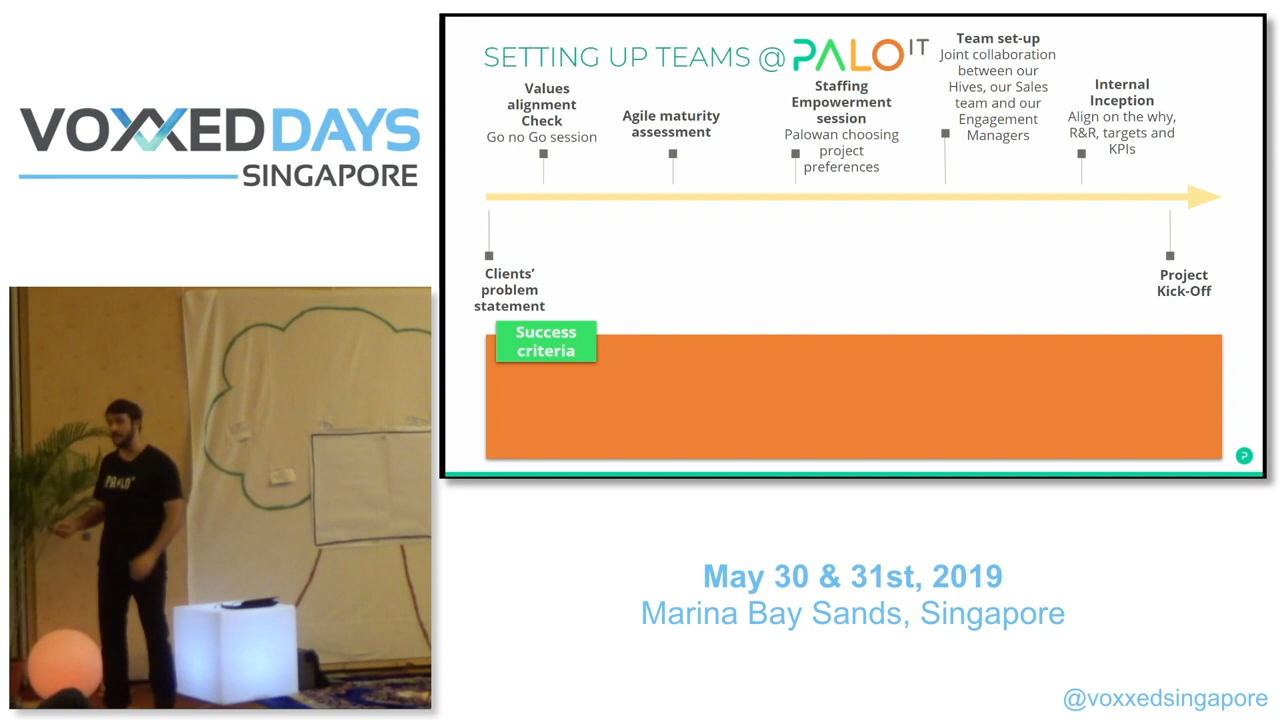 VOXXEDDAYS
SINGAPORE
SETTING UP TEAMS @ PALO IT
Values
alignment
Check
Go no Go session
Agile maturity
assessment
Staffing
Empowerment
session
Palowan choosing
project
preferences
Team set-up
Joint collaboration
between our
Hives, our Sales
team and our
Engagement
Managers
Internal
Inception
Align on the why,
R&R, targets and
KPIs
Clients’
problem
statement
Project
Kick-Off
Success
criteria
PALO IT
May 30 & 31st, 2019
Marina Bay Sands, Singapore
@voxxedsingapore